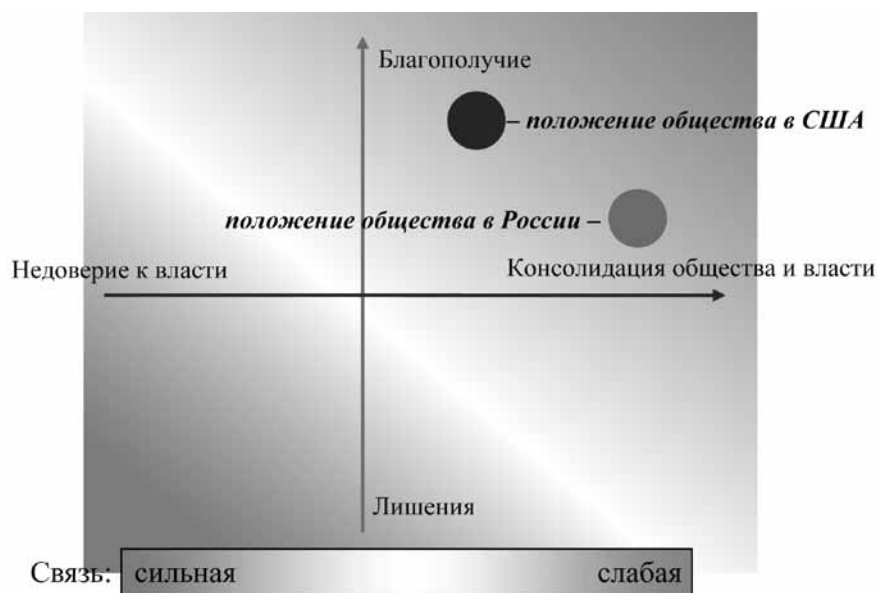 Благополучие
– положение общества в США
положение общества в России –
Недоверие к власти
Консолидация общества и власти
Лишения
Связь: сильная слабая